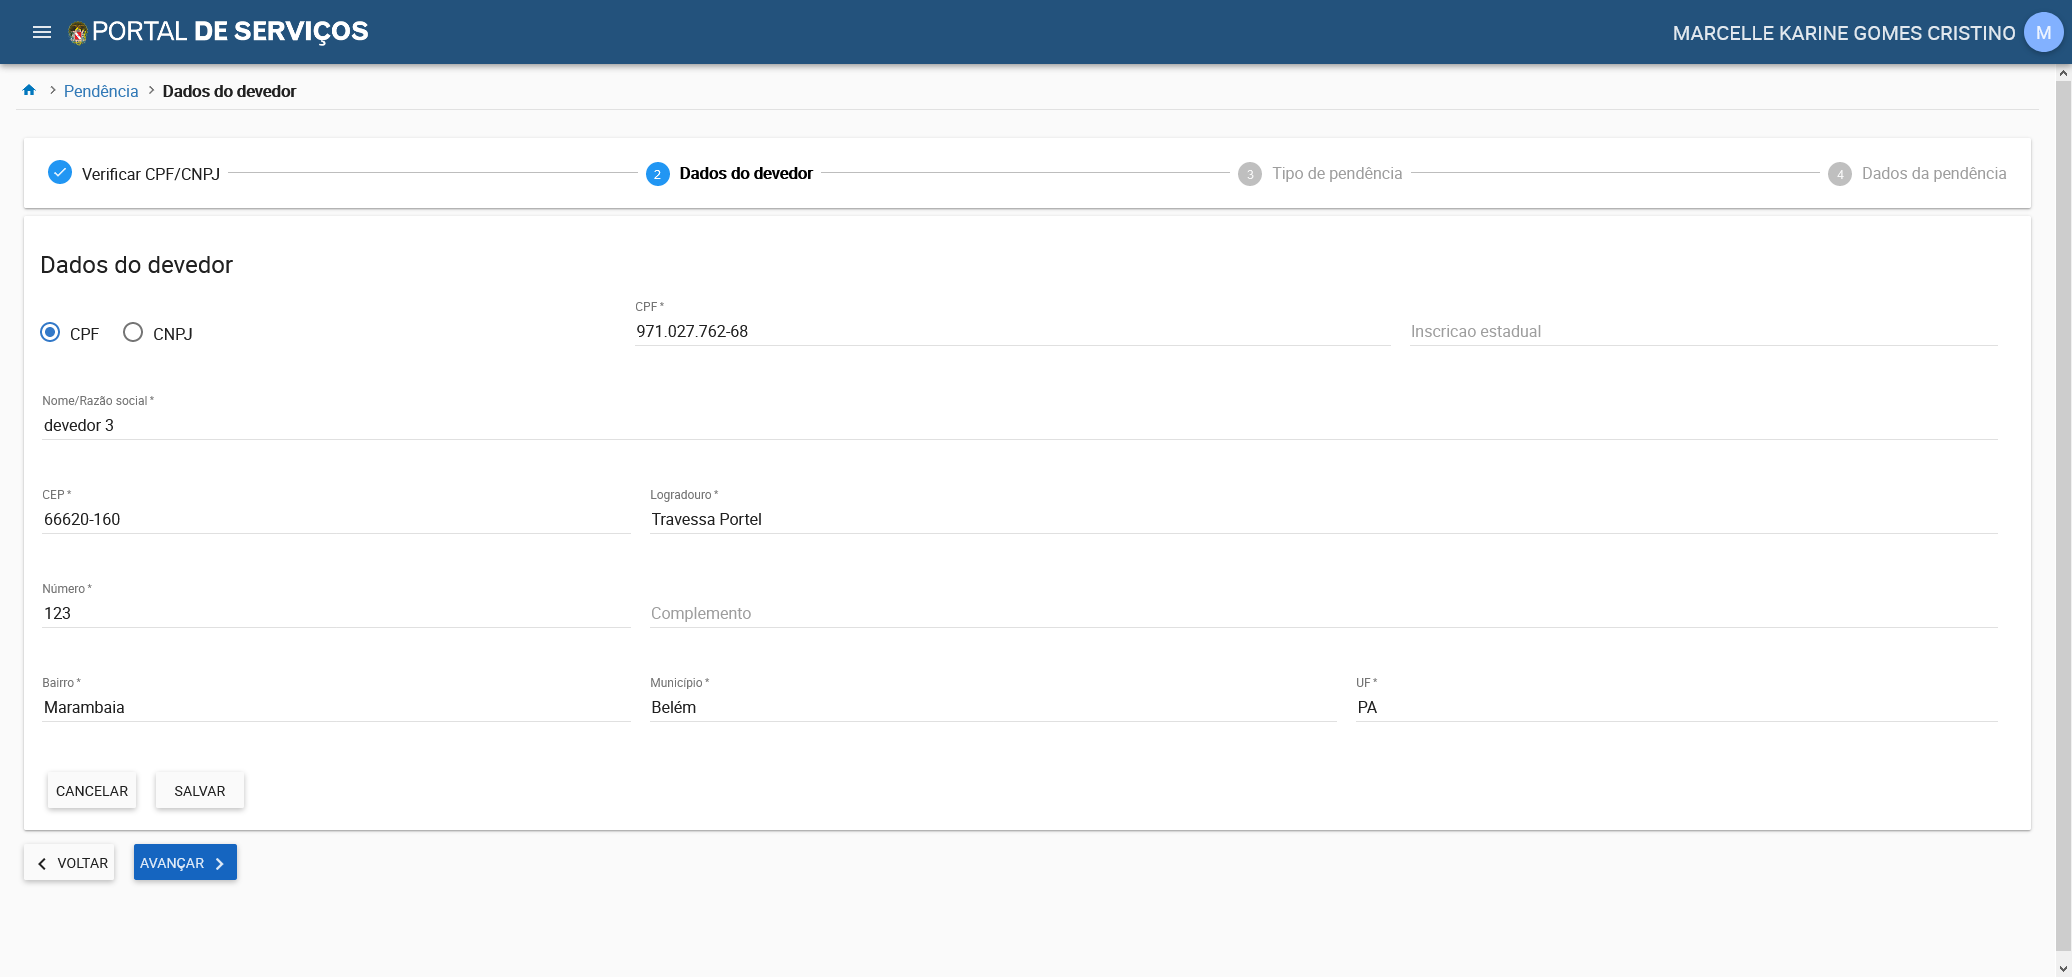 PORTAL DE SERVIÇOS
MARCELLE KARINE GOMES CRISTINO M
Pendência Dados do devedor
Verificar CPF/CNPJ 2 Dados do devedor 3 Tipo de pendência 4 Dados da pendência
Dados do devedor
CPF CNPJ
CPF *
971.027.762-68
Inscricao estadual
Nome/Razão social *
devedor 3
CEP *
66620-160
Logradouro *
Travessa Portel
Número *
123
Complemento
Bairro *
Marambaia
Município *
Belém
UF *
PA
CANCELAR SALVAR
VOLTAR AVANÇAR